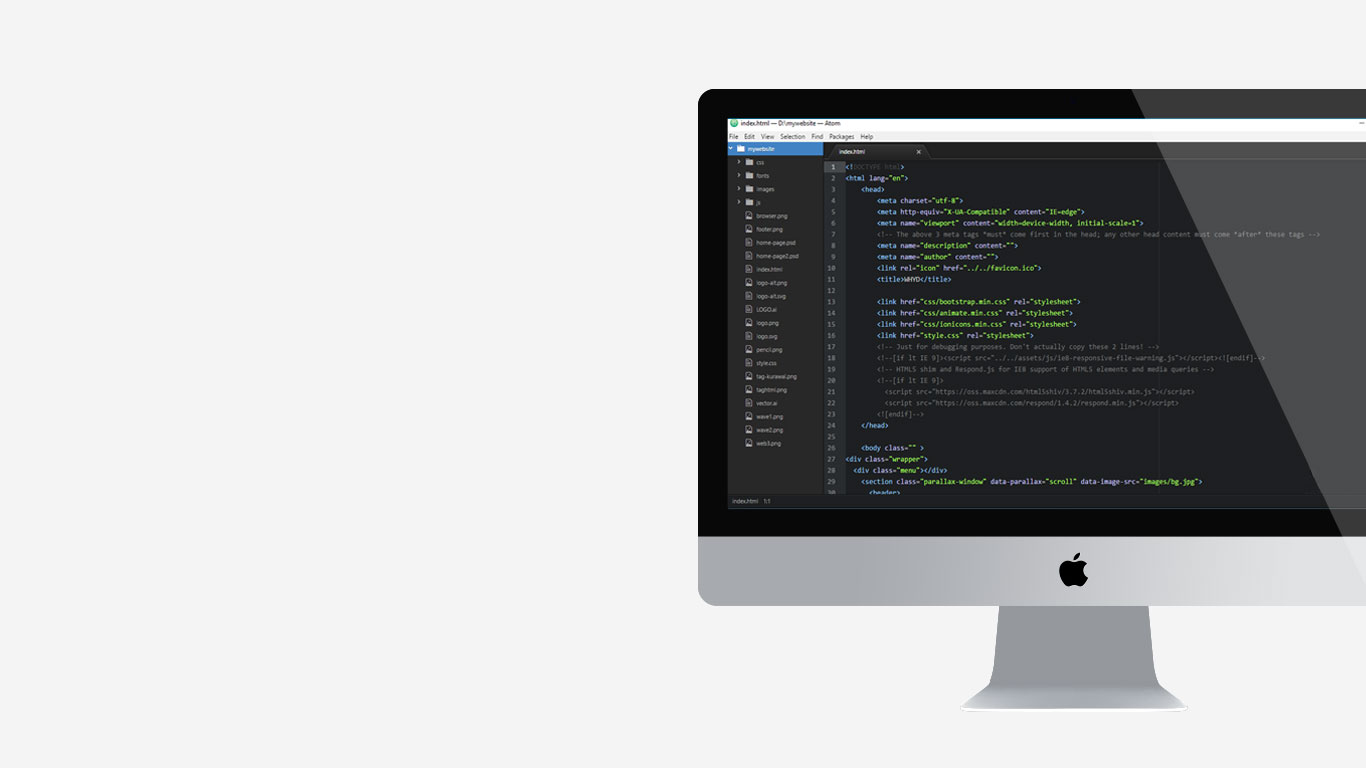 index.html — D:\mywebsite — Atom
File Edit View Selection Find Packages Help
mywebsite
css
fonts
images
js
browser.png
footer.png
home-page.psd
home-page2.psd
index.html
logo-alt.png
logo-alt.svg
LOGO.ai
logo.png
logo.svg
pencil.png
style.css
tag-kurawal.png
taghtml.png
vector.ai
wave1.png
wave2.png
web3.png
index.html
1 <!DOCTYPE html>
2 <html lang="en">
3 <head>
4 <meta charset="utf-8">
5 <meta http-equiv="X-UA-Compatible" content="IE=edge">
6 <meta name="viewport" content="width=device-width, initial-scale=1">
7 <!-- The above 3 meta tags *must* come first in the head; any other head content must come *after* these tags -->
8 <meta name="description" content="">
9 <meta name="author" content="">
10 <link rel="icon" href="../../favicon.ico">
11 <title>WHYD</title>
12
13 <link href="css/bootstrap.min.css" rel="stylesheet">
14 <link href="css/animate.min.css" rel="stylesheet">
15 <link href="css/ionicons.min.css" rel="stylesheet">
16 <link href="style.css" rel="stylesheet">
17 <!-- Just for debugging purposes. Don't actually copy these 2 lines! -->
18 <!--[if lt IE 9]><script src="../../assets/js/ie8-responsive-file-warning.js"></script><![endif]-->
19 <!-- HTML5 shim and Respond.js for IE8 support of HTML5 elements and media queries -->
20 <!--[if lt IE 9]>
21 <script src="https://oss.maxcdn.com/html5shiv/3.7.2/html5shiv.min.js"></script>
22 <script src="https://oss.maxcdn.com/respond/1.4.2/respond.min.js"></script>
23 <![endif]-->
24 </head>
25
26 <body class="" >
27 <div class="wrapper">
28 <div class="menu"></div>
29 <section class="parallax-window" data-parallax="scroll" data-image-src="images/bg.jpg">
30 <header>
index.html 1:1